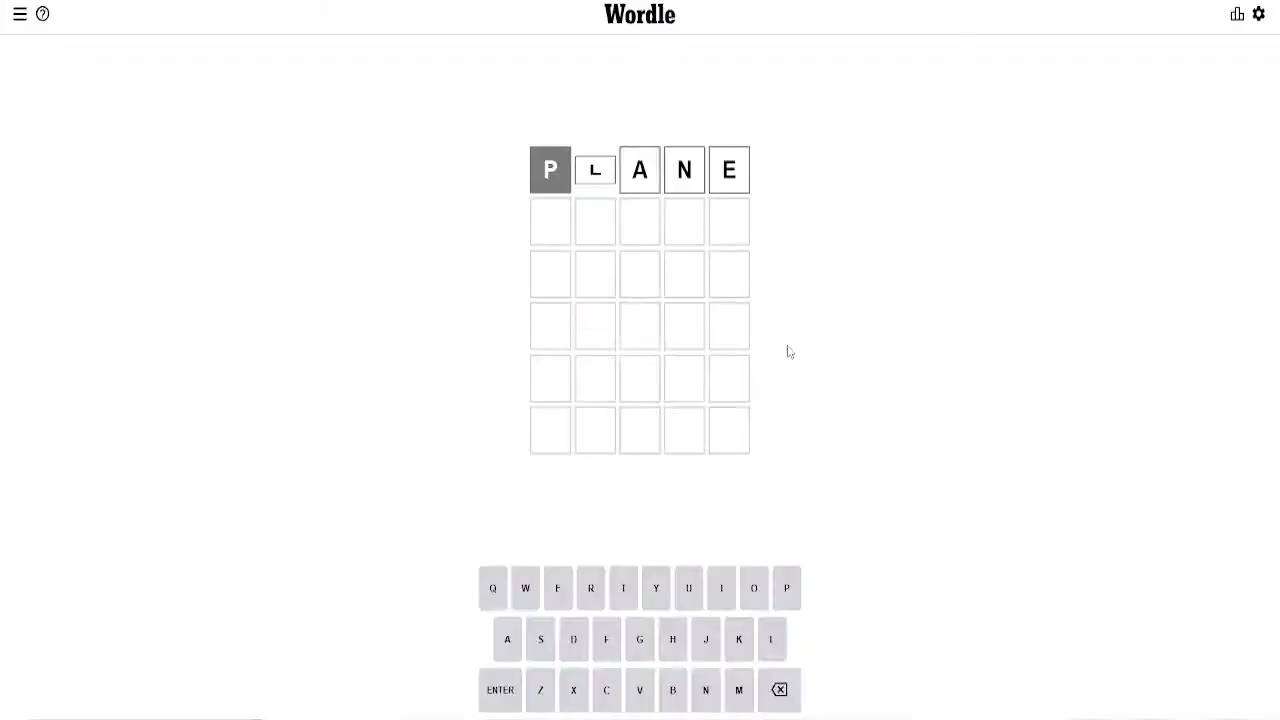 Wordle
P L A N E
Q W E R T Y U I O P
A S D F G H J K L
ENTER Z X C V B N M